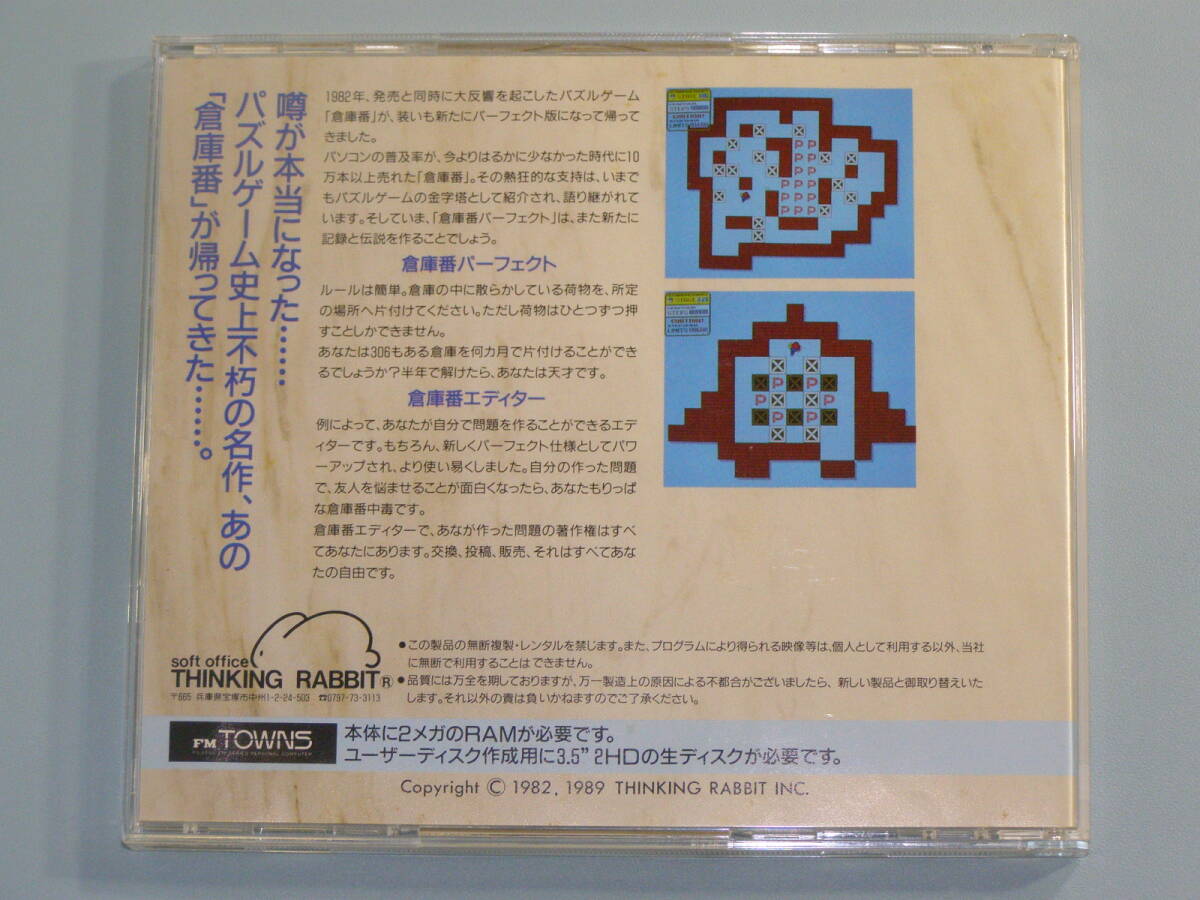 噂が本当になった……
パズルゲーム史上不朽の名作、あの
「倉庫番」が帰ってきた……。
1982年、発売と同時に大反響を起こしたパズルゲーム
「倉庫番」が、装いも新たにパーフェクト版になって帰って
きました。
パソコンの普及率が、今よりはるかに少なかった時代に10
万本以上売れた「倉庫番」。その熱狂的な支持は、いまで
もパズルゲームの金字塔として紹介され、語り継がれて
います。そしていま、「倉庫番パーフェクト」は、また新たに
記録と伝説を作ることでしょう。
倉庫番パーフェクト
ルールは簡単。倉庫の中に散らかしている荷物を、所定
の場所へ片付けてください。ただし荷物はひとつずつ押
すことしかできません。
あなたは306もある倉庫を何カ月で片付けることができ
るでしょうか?半年で解けたら、あなたは天才です。
倉庫番エディター
例によって、あなたが自分で問題を作ることができるエデ
ィターです。もちろん、新しくパーフェクト仕様としてパワ
ーアップされ、より使い易くしました。自分の作った問題
で、友人を悩ませることが面白くなったら、あなたもりっぱ
な倉庫番中毒です。
倉庫番エディターで、あなが作った問題の著作権はすべ
てあなたにあります。交換、投稿、販売、それはすべてあな
たの自由です。
soft office
THINKING RABBIT®
〒665 兵庫県宝塚市中州1-2-24-503 ☎0797-73-3113
●この製品の無断複製・レンタルを禁じます。また、プログラムにより得られる映像等は、個人として利用する以外、当社
に無断で利用することはできません。
●品質には万全を期しておりますが、万一製造上の原因による不都合がございましたら、新しい製品と御取り替えいた
します。それ以外の責は負いかねますのでご了承ください。
FM TOWNS
本体に2メガのRAMが必要です。
ユーザーディスク作成用に3.5” 2HDの生ディスクが必要です。
Copyright © 1982, 1989 THINKING RABBIT INC.